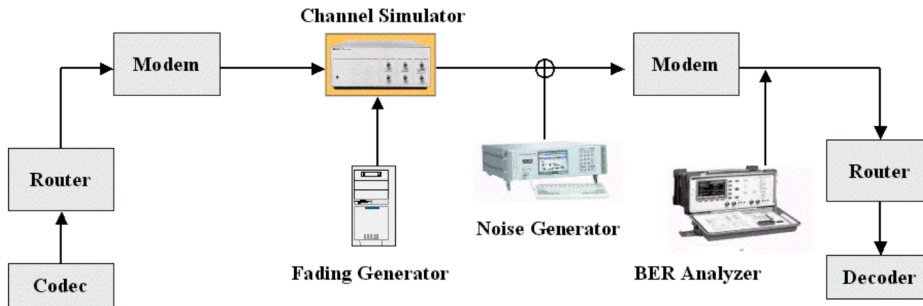 Channel Simulator
Modem
Modem
Router
Router
Noise Generator
Fading Generator
BER Analyzer
Codec
Decoder